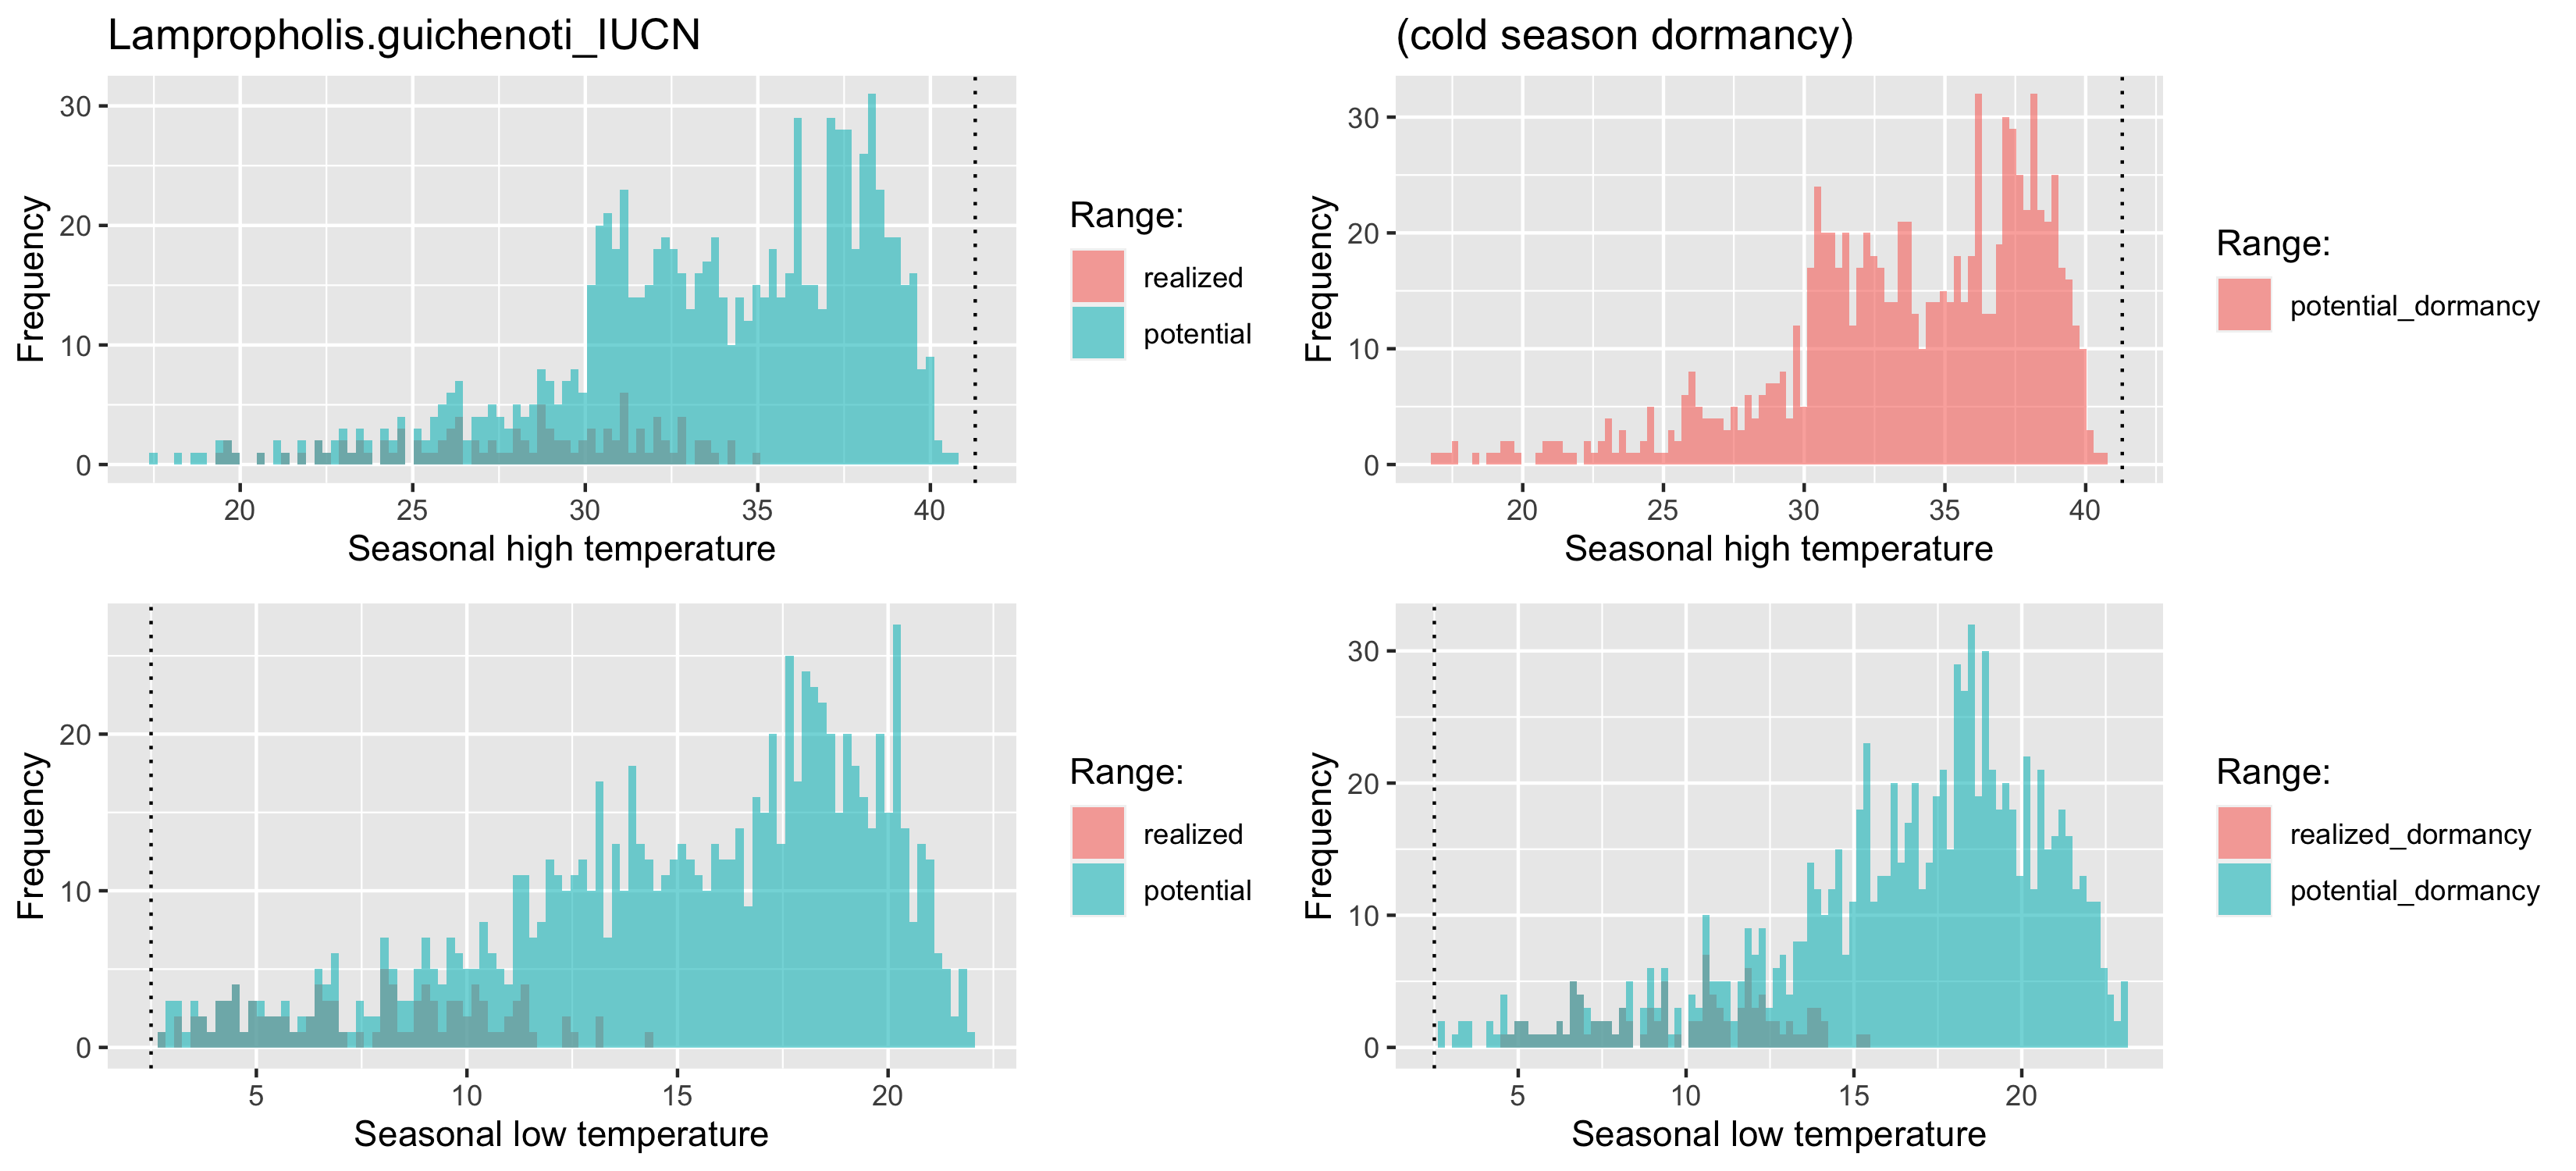 Lampropholis.guichenoti_IUCN
(cold season dormancy)
Frequency
30
20
10
0
20
25
30
35
40
Seasonal high temperature
Range:
realized
potential
Frequency
30
20
10
0
20
25
30
35
40
Seasonal high temperature
Range:
potential_dormancy
Frequency
20
10
0
5
10
15
20
Seasonal low temperature
Range:
realized
potential
Frequency
30
20
10
0
5
10
15
20
Seasonal low temperature
Range:
realized_dormancy
potential_dormancy